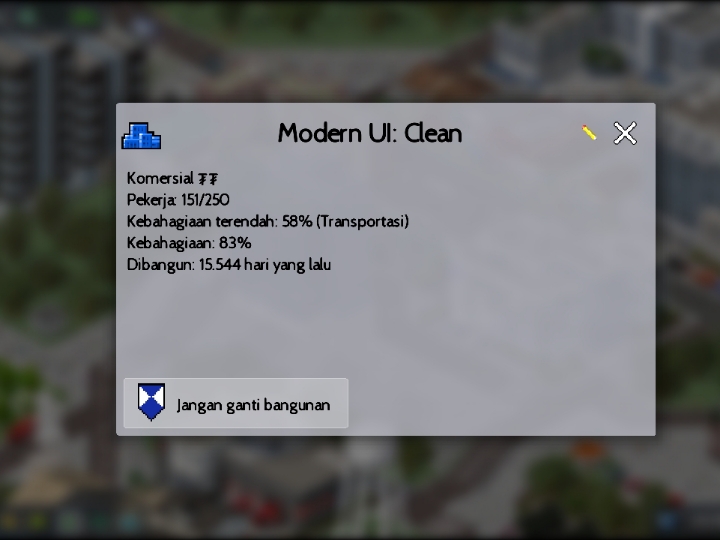 Modern UI: Clean
Komersial ₮₮
Pekerja: 151/250
Kebahagiaan terendah: 58% (Transportasi)
Kebahagiaan: 83%
Dibangun: 15.544 hari yang lalu
Jangan ganti bangunan